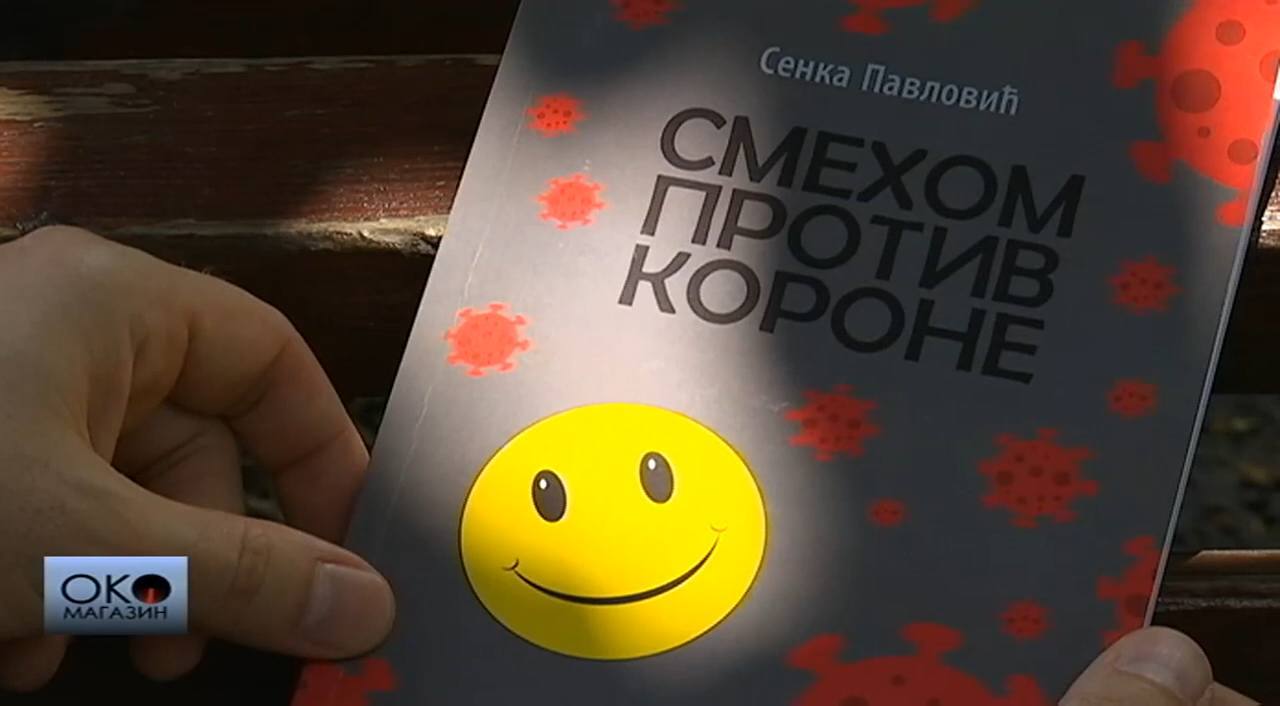 Сенка Павловић
СМЕХОМ
ПРОТИВ
КОРОНЕ
ОКО
МАГАЗИН